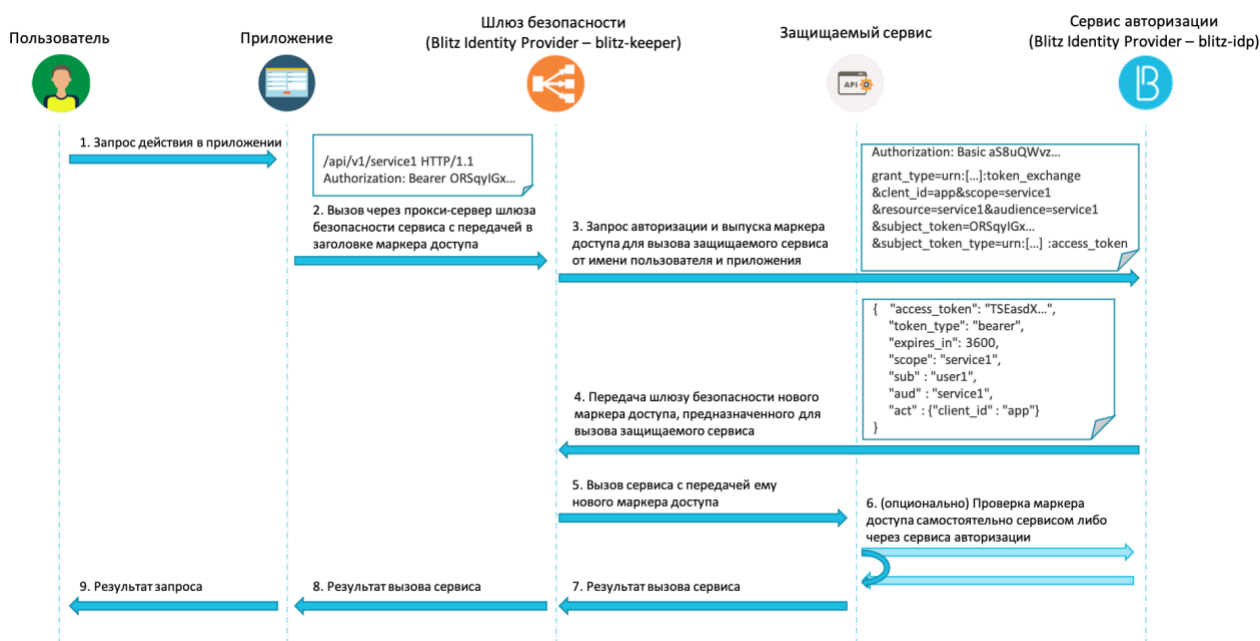 Пользователь
Приложение
Шлюз безопасности
(Blitz Identity Provider – blitz-keeper)
Защищаемый сервис
Сервис авторизации
(Blitz Identity Provider – blitz-idp)
API
1. Запрос действия в приложении
/api/v1/service1 HTTP/1.1
Authorization: Bearer ORSqyIGx...
2. Вызов через прокси-сервер шлюза
безопасности сервиса с передачей в
заголовке маркера доступа
3. Запрос авторизации и выпуска маркера
доступа для вызова защищаемого сервиса
от имени пользователя и приложения
Authorization: Basic aS8uQWvz...
grant_type=urn:[...]:token_exchange
&clent_id=app&scope=service1
&resource=service1&audience=service1
&subject_token=ORSqyIGx...
&subject_token_type=urn:[...] :access_token
{ "access_token": "TSEasdX...",
"token_type": "bearer",
"expires_in": 3600,
"scope": "service1",
"sub" : "user1",
"aud" : "service1",
"act" : {"client_id" : "app"}
}
4. Передача шлюзу безопасности нового
маркера доступа, предназначенного для
вызова защищаемого сервиса
5. Вызов сервиса с передачей ему
нового маркера доступа
6. (опционально) Проверка маркера
доступа самостоятельно сервисом либо
через сервиса авторизации
7. Результат вызова сервиса
8. Результат вызова сервиса
9. Результат запроса